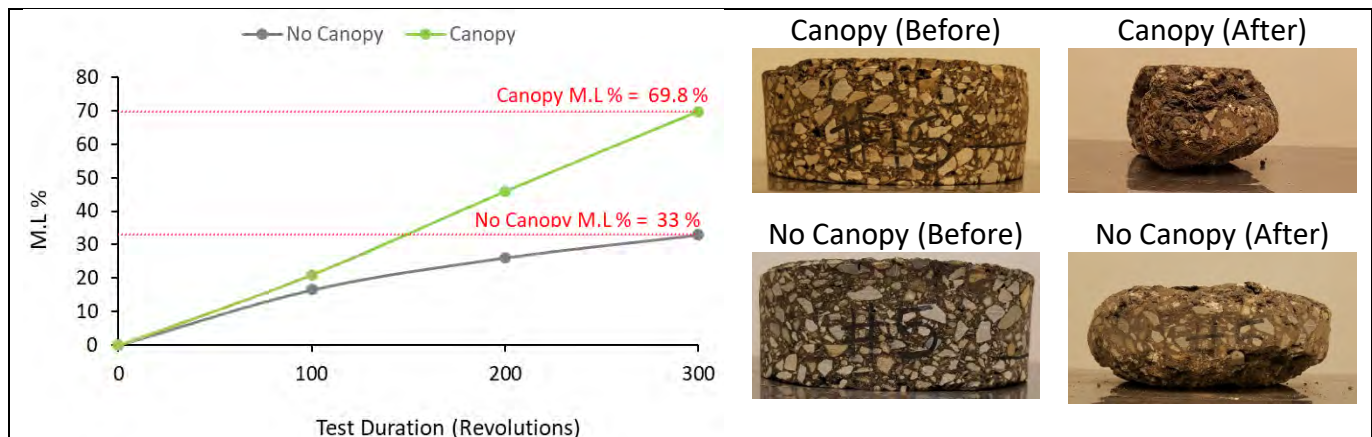 No Canopy
Canopy
80
70
60
50
40
30
20
10
0
M.L %
Canopy M.L % = 69.8 %
No Canopy M.L % = 33 %
0
100
200
300
Test Duration (Revolutions)
Canopy (Before)
Canopy (After)
No Canopy (Before)
No Canopy (After)